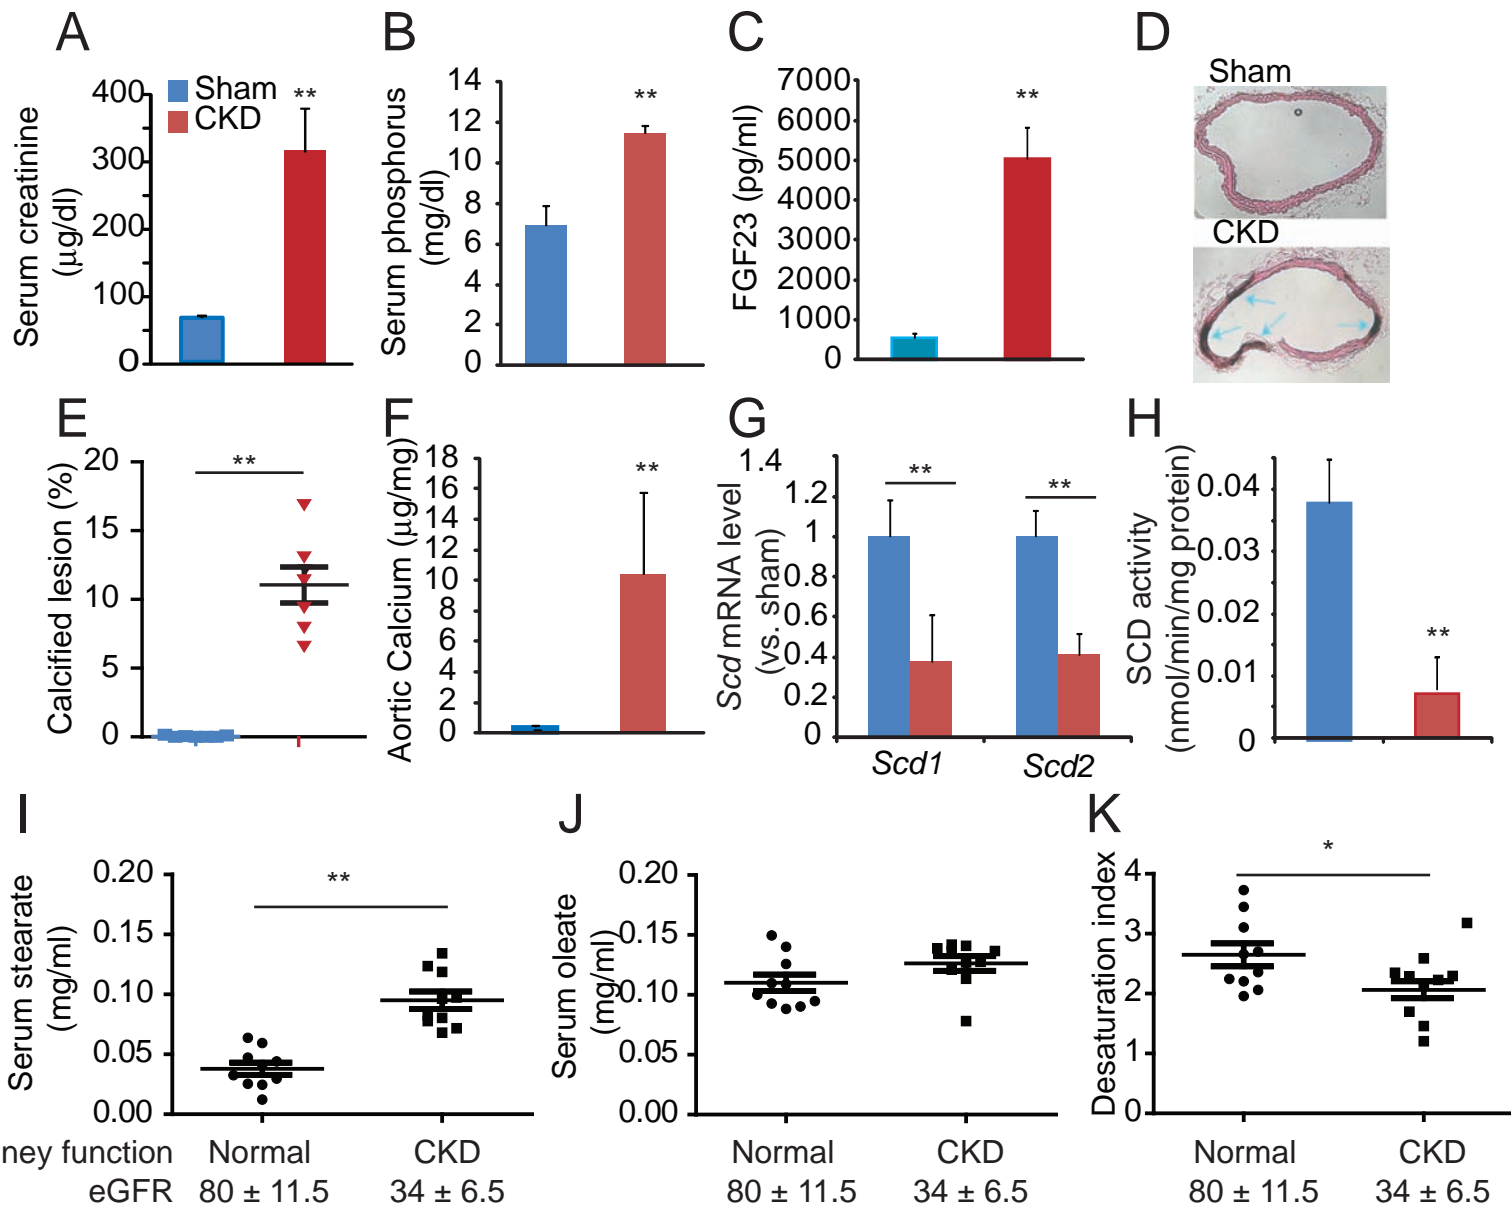 A
Serum creatinine
(µg/dl)
400
300
200
100
0
Sham
CKD
**
B
Serum phosphorus
(mg/dl)
14
12
10
8
6
4
2
0
**
C
FGF23 (pg/ml)
7000
6000
5000
4000
3000
2000
1000
0
**
D
Sham
CKD
E
Calcified lesion (%)
20
15
10
5
0
**
F
Aortic Calcium (µg/mg)
18
16
14
12
10
8
6
4
2
0
**
G
Scd mRNA level
(vs. sham)
1.4
1.2
1
0.8
0.6
0.4
0.2
0
**
**
Scd1
Scd2
H
SCD activity
(nmol/min/mg protein)
0.04
0.03
0.02
0.01
0
**
I
Serum stearate
(mg/ml)
0.20
0.15
0.10
0.05
0.00
**
J
Serum oleate
(mg/ml)
0.20
0.15
0.10
0.05
0.00
K
Desaturation index
4
3
2
1
0
*
ney function Normal CKD Normal CKD Normal CKD
eGFR 80 ± 11.5 34 ± 6.5 80 ± 11.5 34 ± 6.5 80 ± 11.5 34 ± 6.5